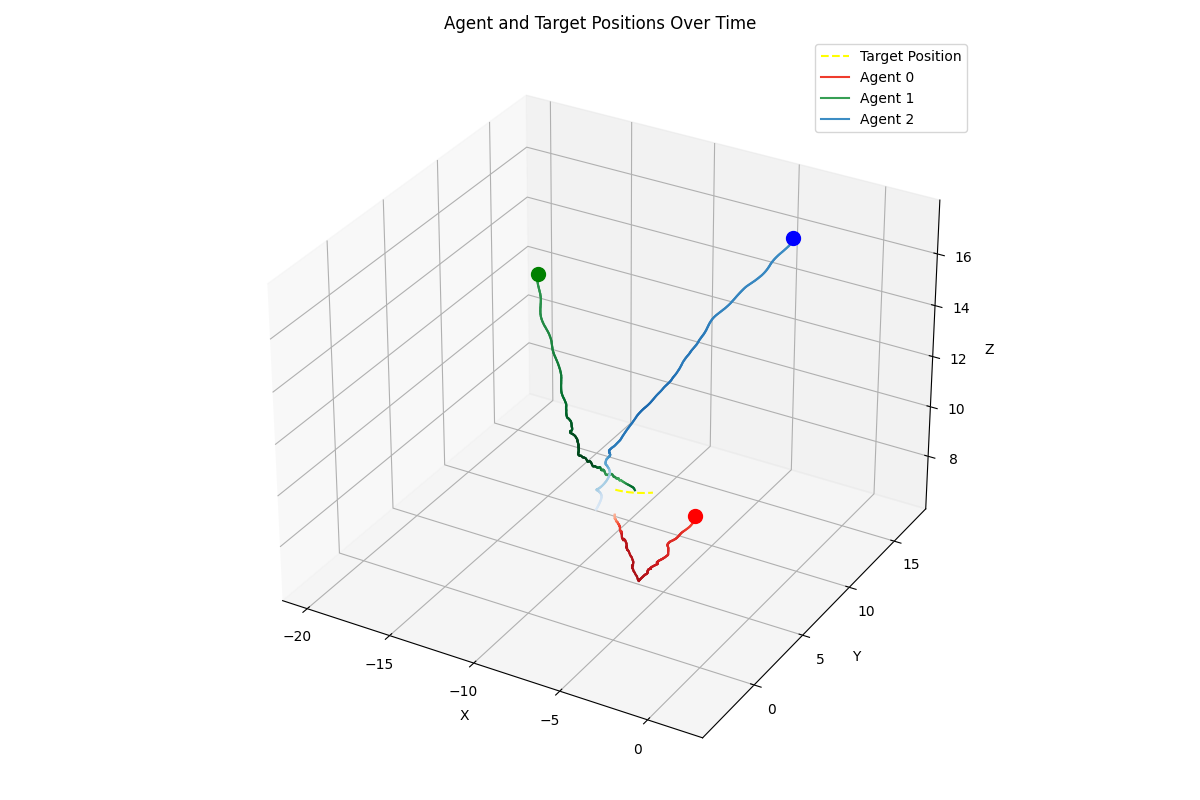 Agent and Target Positions Over Time
Target Position
Agent 0
Agent 1
Agent 2
16
14
Z
12
10
8
15
10
5
Y
0
−20
−15
−10
X
−5
0